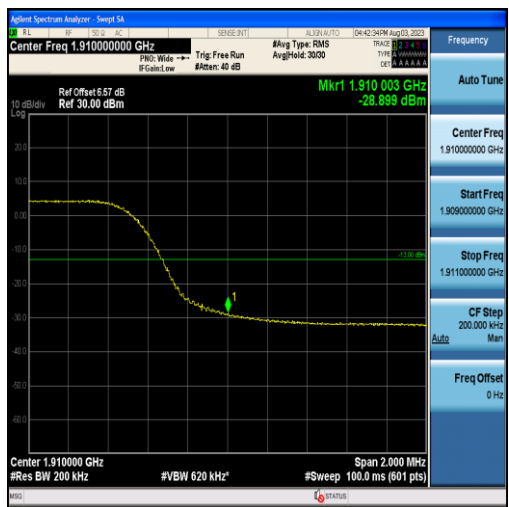 Agilent Spectrum Analyzer - Swept SA
RL RF 50 Ω AC SENSE:INT ALIGN AUTO 04:42:34PM Aug 03, 2023
Center Freq 1.910000000 GHz
PNO: Wide
IFGain:Low
Trig: Free Run
#Atten: 40 dB
#Avg Type: RMS
Avg|Hold: 30/30
TRACE 1 2 3 4 5 6
TYPE A WWWWW
DET A A A A A A
Frequency
Mkr1 1.910 003 GHz
-28.899 dBm
Ref Offset 6.57 dB
10 dB/div Ref 30.00 dBm
Log
20.0
10.0
0.00
-10.0
-20.0
-30.0
-40.0
-50.0
-60.0
-13.00 dBm
1
Center 1.910000 GHz
Span 2.000 MHz
#Res BW 200 kHz
#VBW 620 kHz*
#Sweep 100.0 ms (601 pts)
MSG
STATUS
Auto Tune
Center Freq
1.910000000 GHz
Start Freq
1.909000000 GHz
Stop Freq
1.911000000 GHz
CF Step
200.000 kHz
Auto Man
Freq Offset
0 Hz